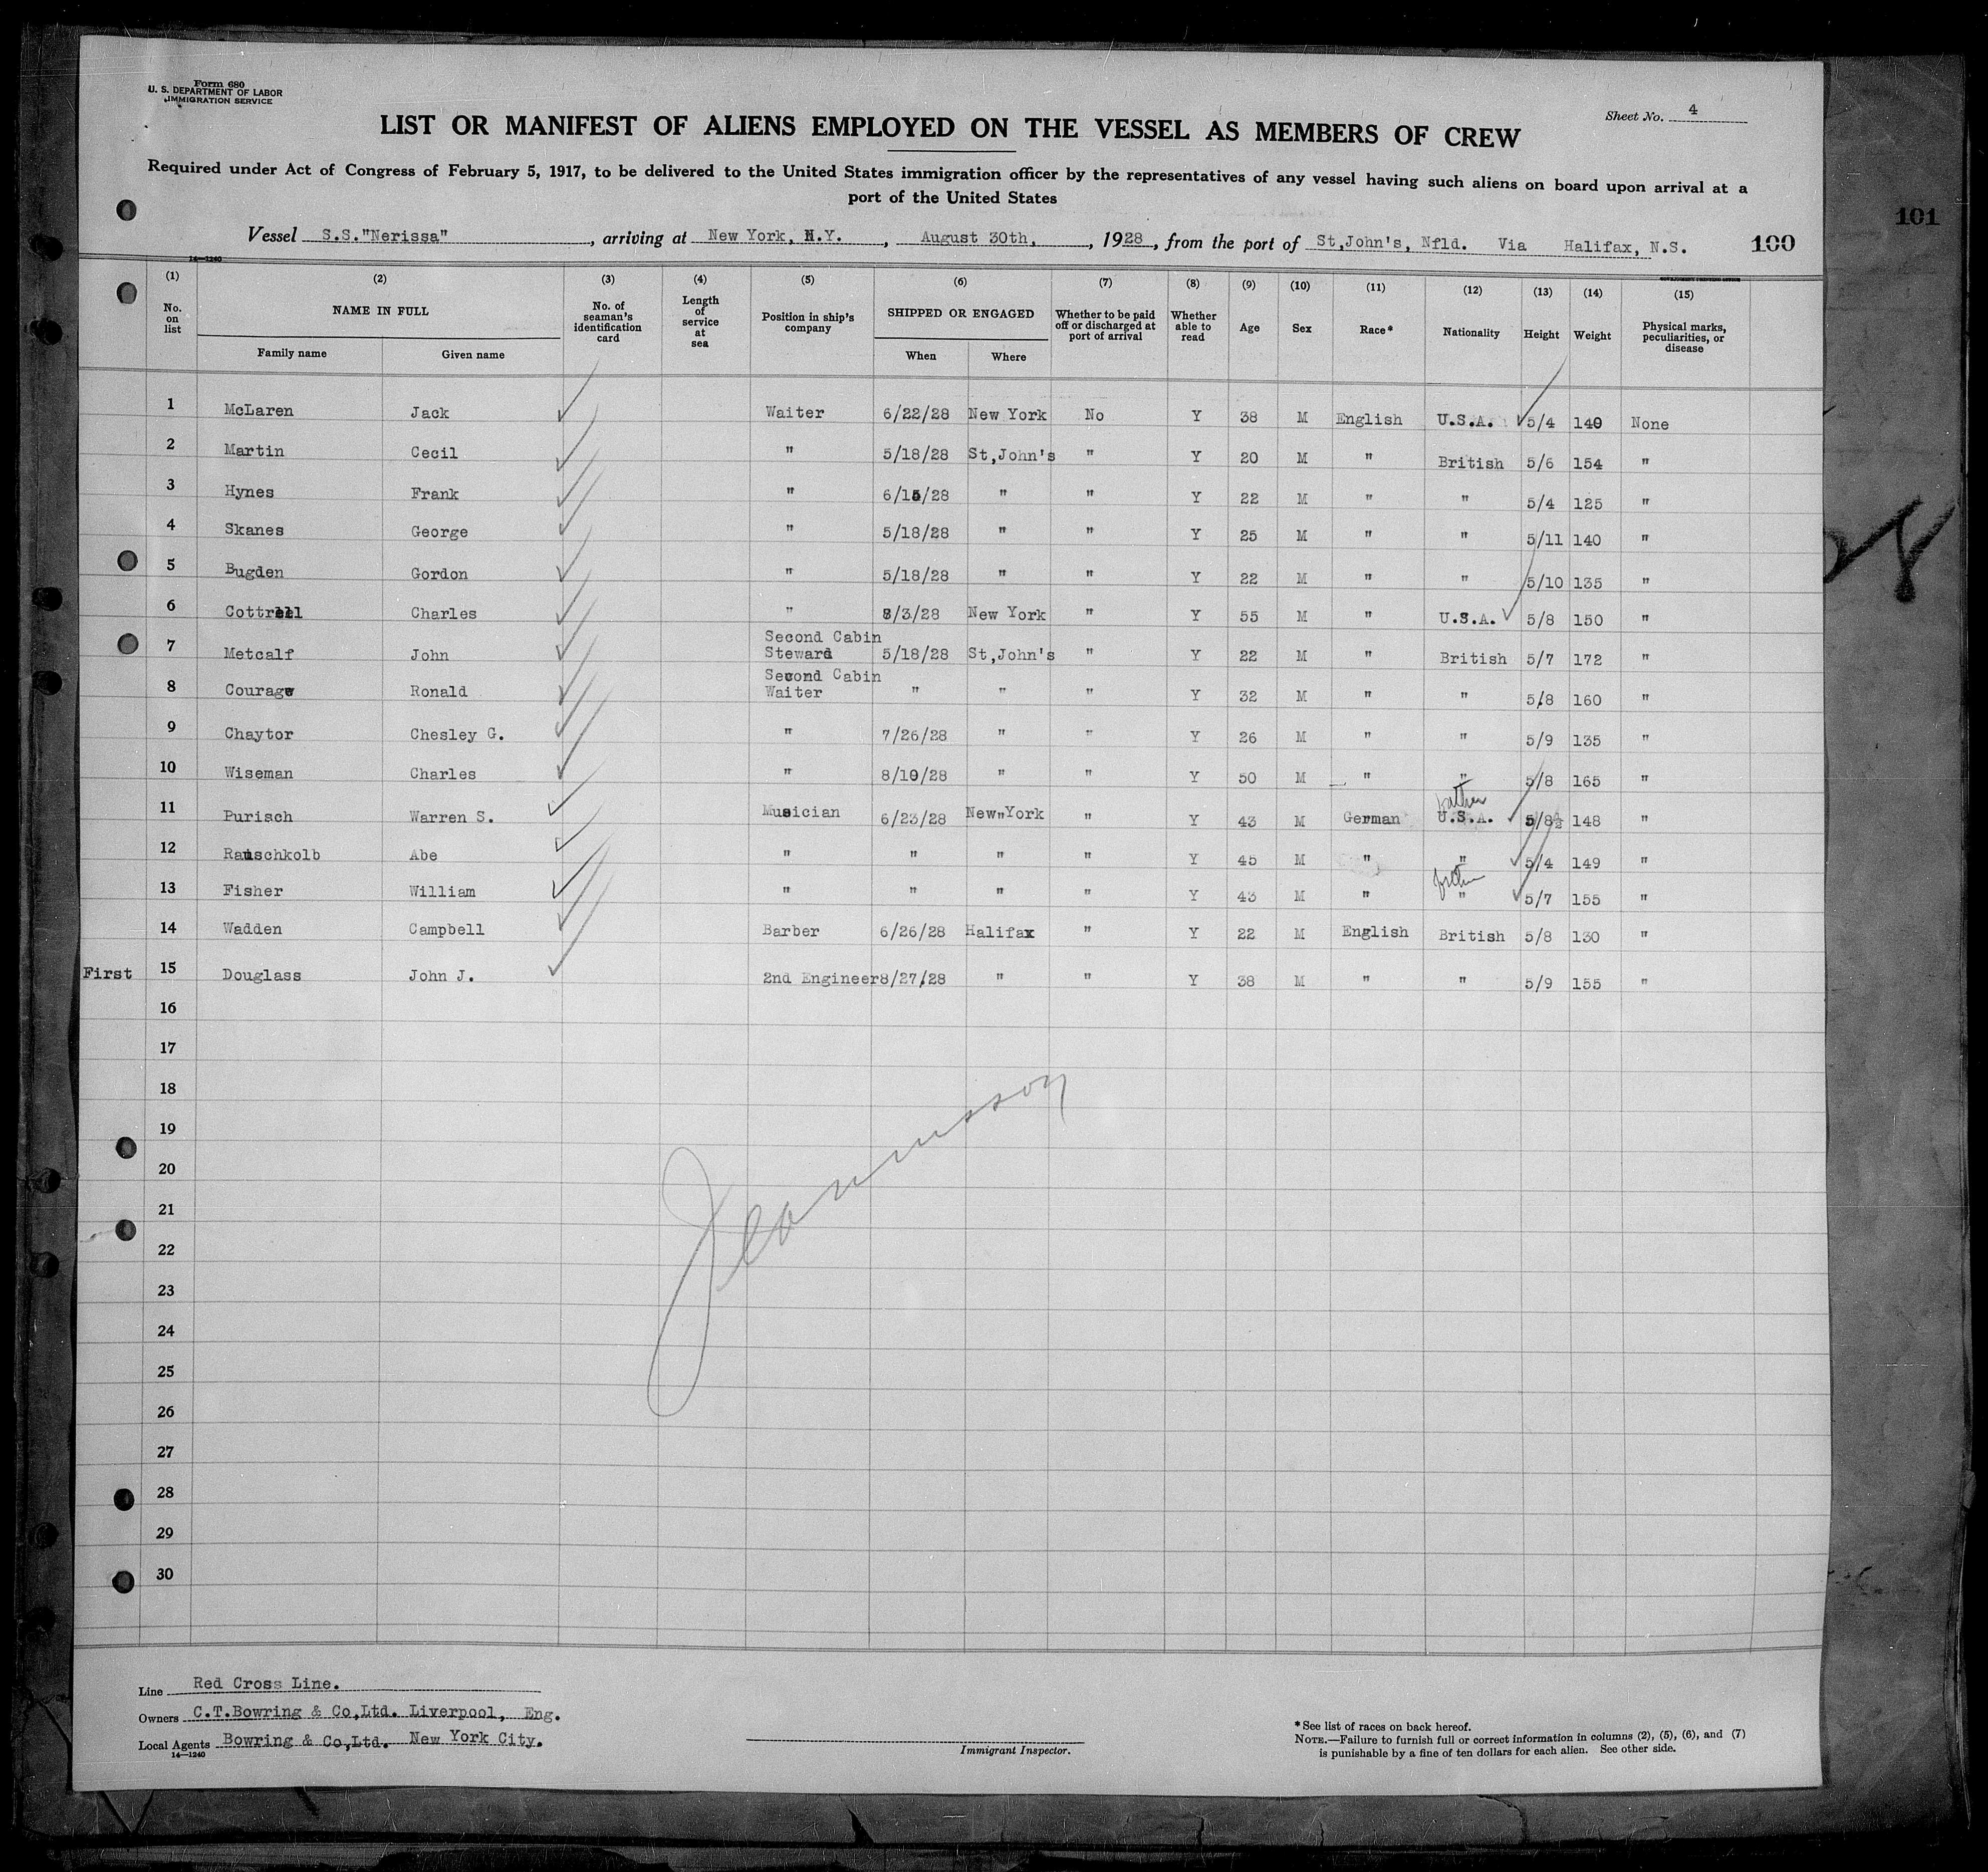 Form 680
U. S. DEPARTMENT OF LABOR
IMMIGRATION SERVICE
Sheet No. 4
LIST OR MANIFEST OF ALIENS EMPLOYED ON THE VESSEL AS MEMBERS OF CREW
Required under Act of Congress of February 5, 1917, to be delivered to the United States immigration officer by the representatives of any vessel having such aliens on board upon arrival at a
port of the United States
101
Vessel S.S."Nerissa", arriving at New York, N.Y., August 30th, , 1928, from the port of St,John's, Nfld. Via Halifax, N.S. 100
14—1240
(1) (2) (3) (4) (5) (6) (7) (8) (9) (10) (11) (12) (13) (14) (15)
No. on list NAME IN FULL No. of seaman's identification card Length of service at sea Position in ship's company SHIPPED OR ENGAGED Whether to be paid off or discharged at port of arrival Whether able to read Age Sex Race* Nationality Height Weight Physical marks, peculiarities, or disease
Family name Given name When Where
1 McLaren Jack Waiter 6/22/28 New York No Y 38 M English U.S.A. 5/4 140 None
2 Martin Cecil " 5/18/28 St,John's " Y 20 M " British 5/6 154 "
3 Hynes Frank " 6/15/28 " " Y 22 M " " 5/4 125 "
4 Skanes George " 5/18/28 " " Y 25 M " " 5/11 140 "
5 Bugden Gordon " 5/18/28 " " Y 22 M " " 5/10 135 "
6 Cottrell Charles " 8/3/28 New York " Y 55 M " U.S.A. 5/8 150 "
7 Metcalf John Second Cabin Steward 5/18/28 St,John's " Y 22 M " British 5/7 172 "
8 Courage Ronald Second Cabin Waiter " " " Y 32 M " " 5/8 160 "
9 Chaytor Chesley G. " 7/26/28 " " Y 26 M " " 5/9 135 "
10 Wiseman Charles " 8/10/28 " " Y 50 M " " 5/8 165 "
father
11 Purisch Warren S. Musician 6/23/28 New"York " Y 43 M German U.S.A. 5/8½ 148 "
12 Rauschkolb Abe " " " " Y 45 M " " 5/4 149 "
father
13 Fisher William " " " " Y 43 M " " 5/7 155 "
14 Wadden Campbell Barber 6/26/28 Halifax " Y 22 M English British 5/8 130 "
First 15 Douglass John J. 2nd Engineer 8/27/28 " " Y 38 M " " 5/9 155 "
16
17
18
19
20
21
22
23
24
25
26
27
28
29
30
Line Red Cross Line.
Owners C.T.Bowring & Co,Ltd. Liverpool, Eng.
Local Agents Bowring & Co,Ltd. New York City.
14—1240
Immigrant Inspector.
*See list of races on back hereof.
NOTE.—Failure to furnish full or correct information in columns (2), (5), (6), and (7)
is punishable by a fine of ten dollars for each alien. See other side.